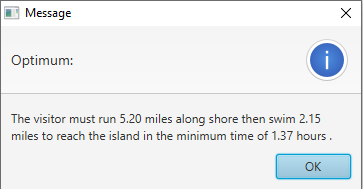 Message
Optimum:
The visitor must run 5.20 miles along shore then swim 2.15
miles to reach the island in the minimum time of 1.37 hours .
OK